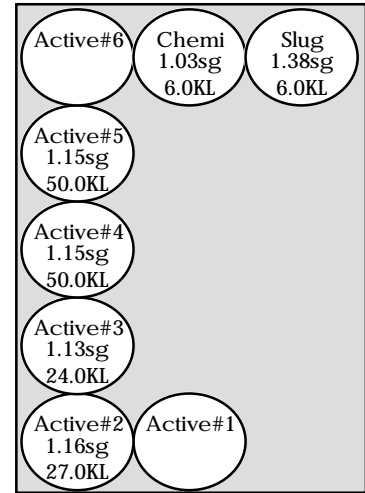 Active#6
Chemi
1.03sg
6.0KL
Slug
1.38sg
6.0KL
Active#5
1.15sg
50.0KL
Active#4
1.15sg
50.0KL
Active#3
1.13sg
24.0KL
Active#2
1.16sg
27.0KL
Active#1